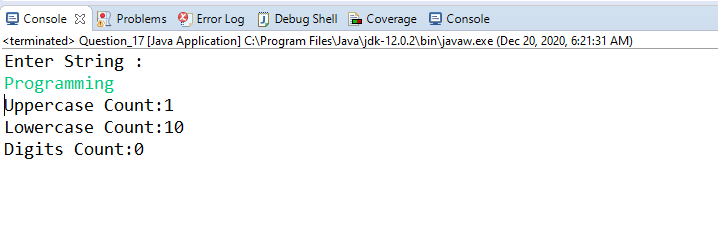 Console Problems Error Log Debug Shell Coverage Console
<terminated> Question_17 [Java Application] C:\Program Files\Java\jdk-12.0.2\bin\javaw.exe (Dec 20, 2020, 6:21:31 AM)
Enter String :
Programming
Uppercase Count:1
Lowercase Count:10
Digits Count:0